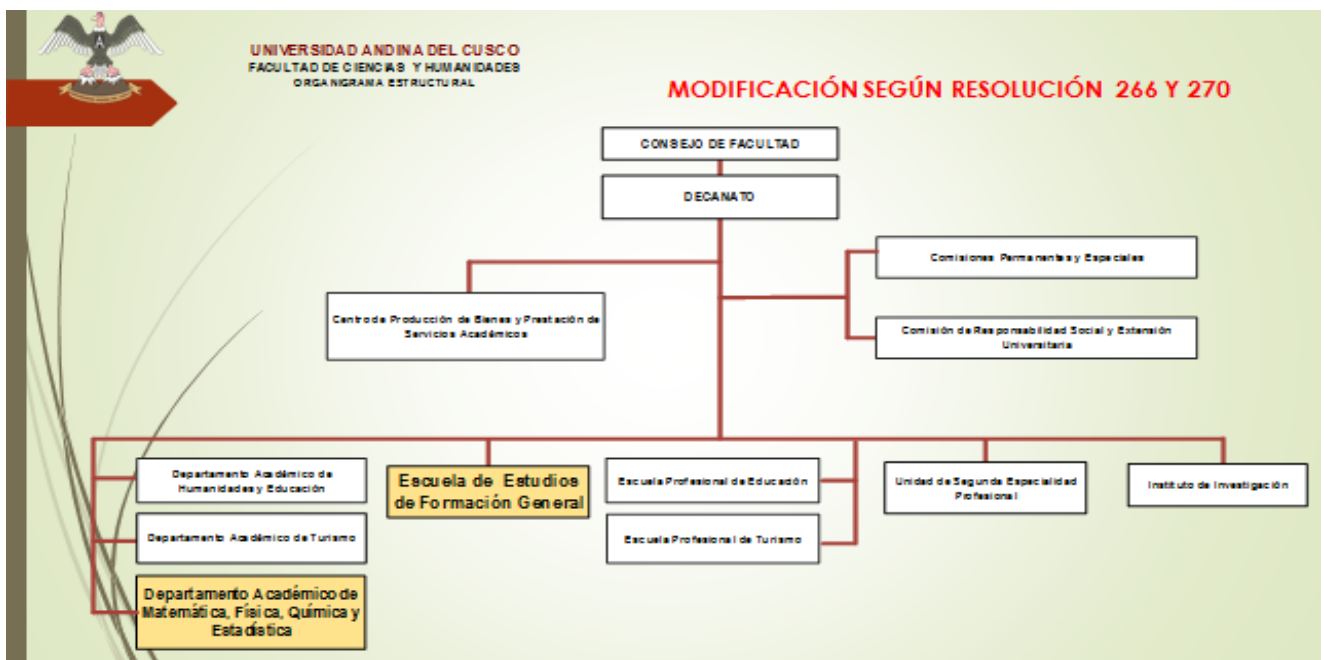 UNIVERSIDAD ANDINA DEL CUSCO
FACULTAD DE CIENCIAS Y HUMANIDADES
ORGANIGRAMA ESTRUCTURAL
MODIFICACIÓN SEGÚN RESOLUCIÓN 266 Y 270
CONSEJO DE FACULTAD
DECANATO
Comisiones Permanentes y Especiales
Centro de Producción de Bienes y Prestación de
Servicios Académicos
Comisión de Responsabilidad Social y Extensión
Universitaria
Departamento Académico de
Humanidades y Educación
Departamento Académico de Turismo
Departamento Académico de
Matemática, Física, Química y
Estadística
Escuela de Estudios
de Formación General
Escuela Profesional de Educación
Escuela Profesional de Turismo
Unidad de Segunda Especialidad
Profesional
Instituto de Investigación